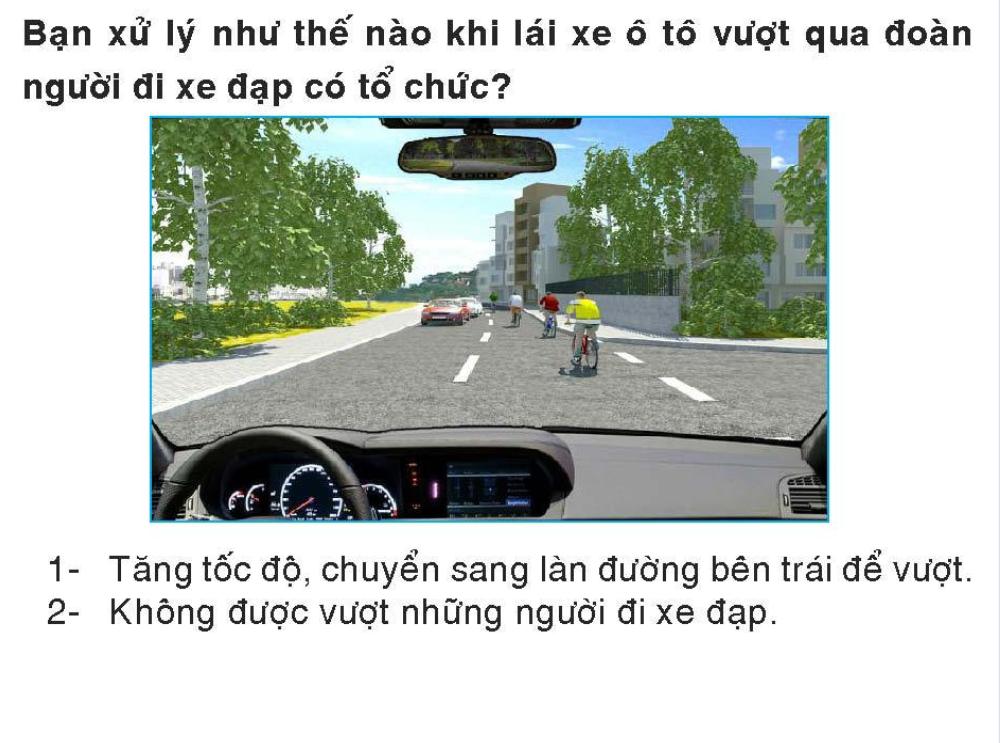 Bạn xử lý như thế nào khi lái xe ô tô vượt qua đoàn
người đi xe đạp có tổ chức?
1- Tăng tốc độ, chuyển sang làn đường bên trái để vượt.
2- Không được vượt những người đi xe đạp.